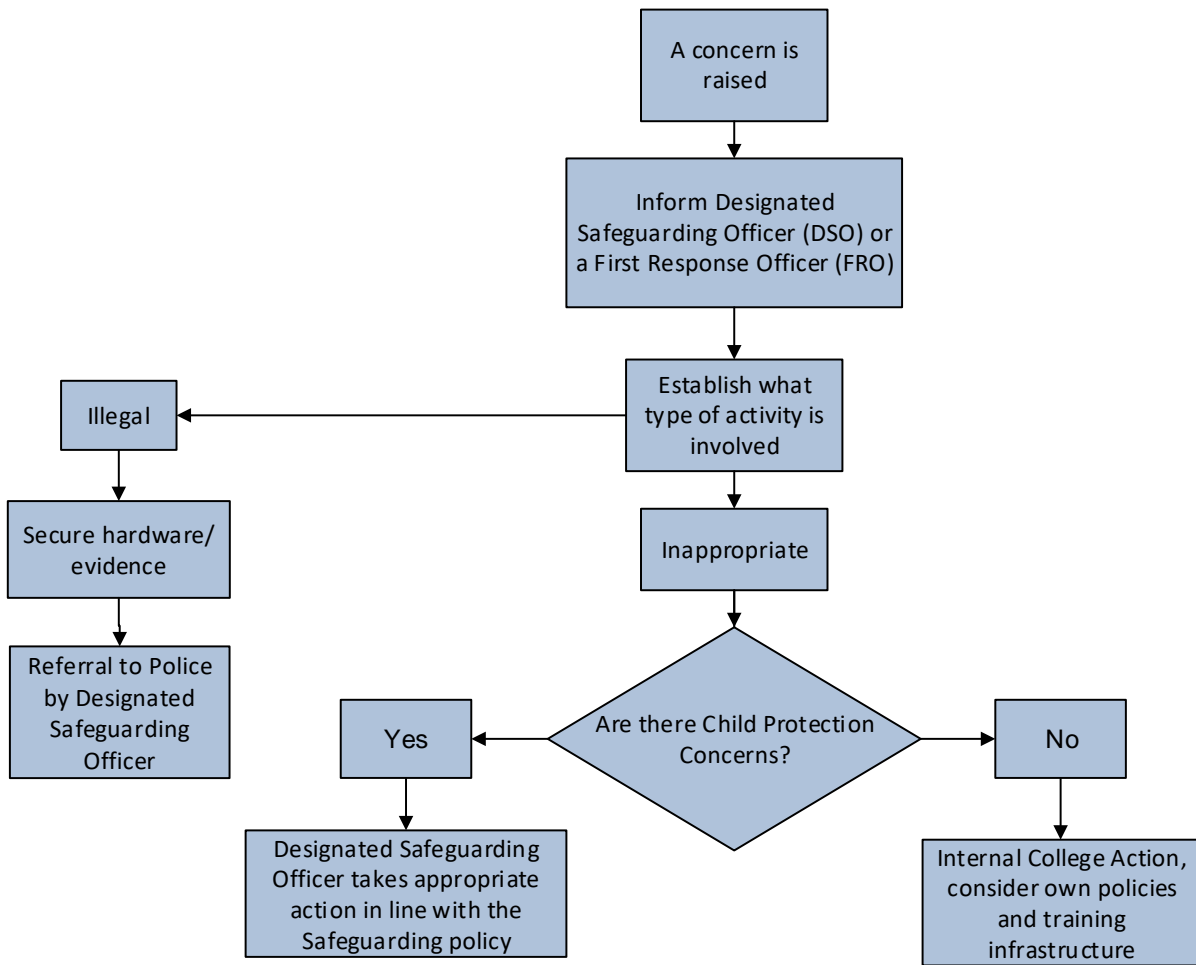 A concern is
raised
Inform Designated
Safeguarding Officer (DSO) or
a First Response Officer (FRO)
Establish what
type of activity is
involved
Illegal
Secure hardware/
evidence
Referral to Police
by Designated
Safeguarding
Officer
Inappropriate
Are there Child Protection
Concerns?
Yes
Designated Safeguarding
Officer takes appropriate
action in line with the
Safeguarding policy
No
Internal College Action,
consider own policies
and training
infrastructure